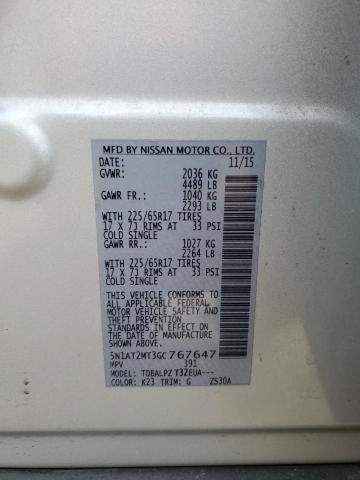 MFD BY NISSAN MOTOR CO., LTD.
DATE: 11/15
GVWR: 2036 KG
4489 LB
GAWR FR: 1040 KG
2293 LB
WITH 225/65R17 TIRES
17 X 7J RIMS AT 33 PSI
COLD SINGLE
GAWR RR: 1027 KG
2264 LB
WITH 225/65R17 TIRES
17 X 7J RIMS AT 33 PSI
COLD SINGLE
THIS VEHICLE CONFORMS TO ALL
APPLICABLE FEDERAL
MOTOR VEHICLE SAFETY
AND THEFT PREVENTION
STANDARDS IN EFFECT ON THE
DATE OF MANUFACTURE SHOWN ABOVE.
5N1AT2MT3GC767647
MPV 391
MODEL: TDBALPZ T32EUA---
COLOR: K23 TRIM: G ZS30A